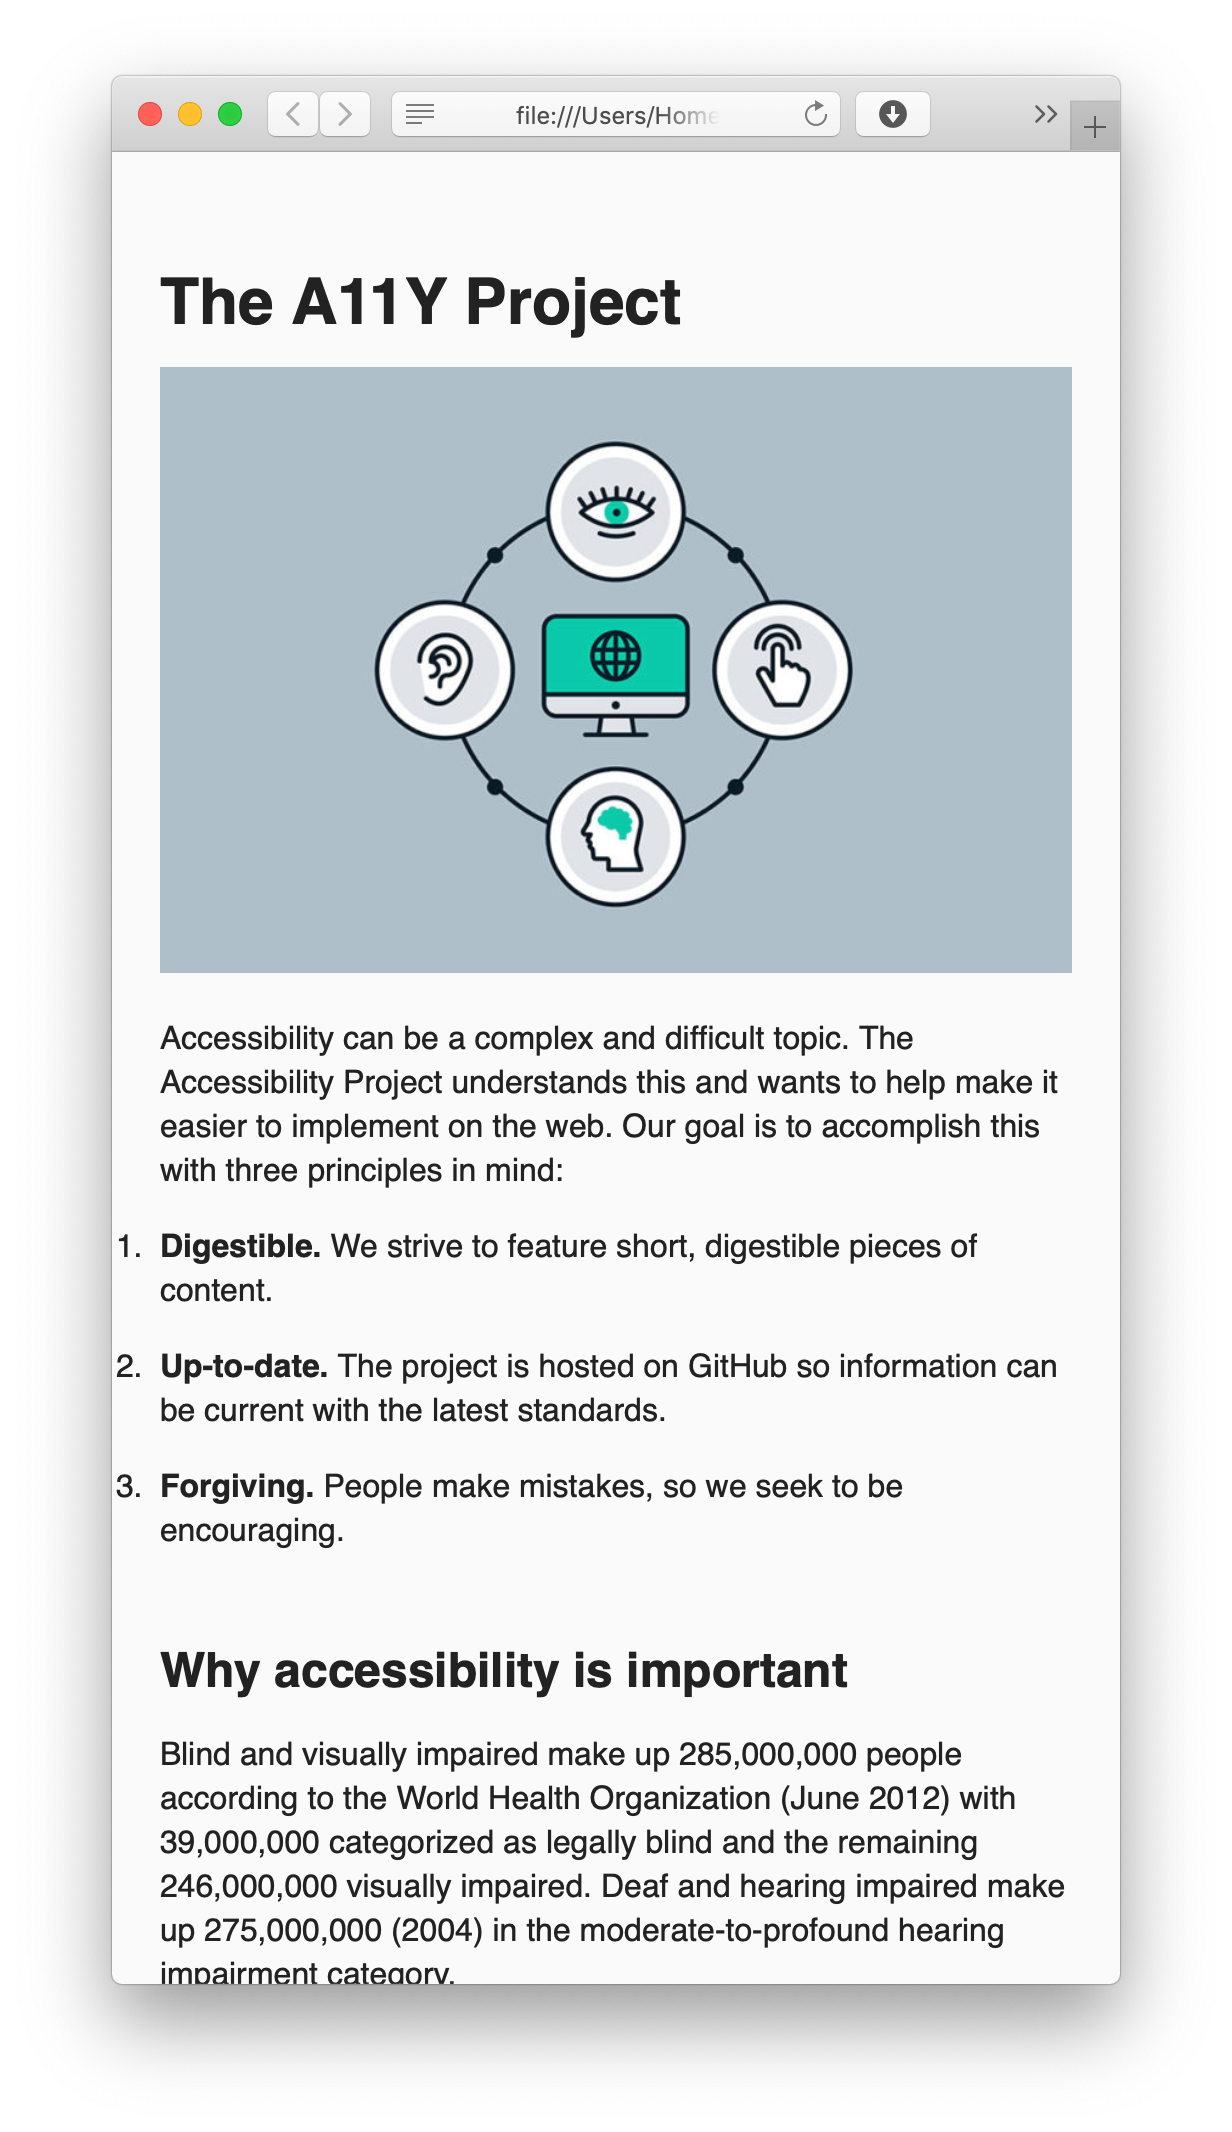 file:///Users/Home
The A11Y Project
Accessibility can be a complex and difficult topic. The
Accessibility Project understands this and wants to help make it
easier to implement on the web. Our goal is to accomplish this
with three principles in mind:
1. Digestible. We strive to feature short, digestible pieces of
content.
2. Up-to-date. The project is hosted on GitHub so information can
be current with the latest standards.
3. Forgiving. People make mistakes, so we seek to be
encouraging.
Why accessibility is important
Blind and visually impaired make up 285,000,000 people
according to the World Health Organization (June 2012) with
39,000,000 categorized as legally blind and the remaining
246,000,000 visually impaired. Deaf and hearing impaired make
up 275,000,000 (2004) in the moderate-to-profound hearing
impairment category.